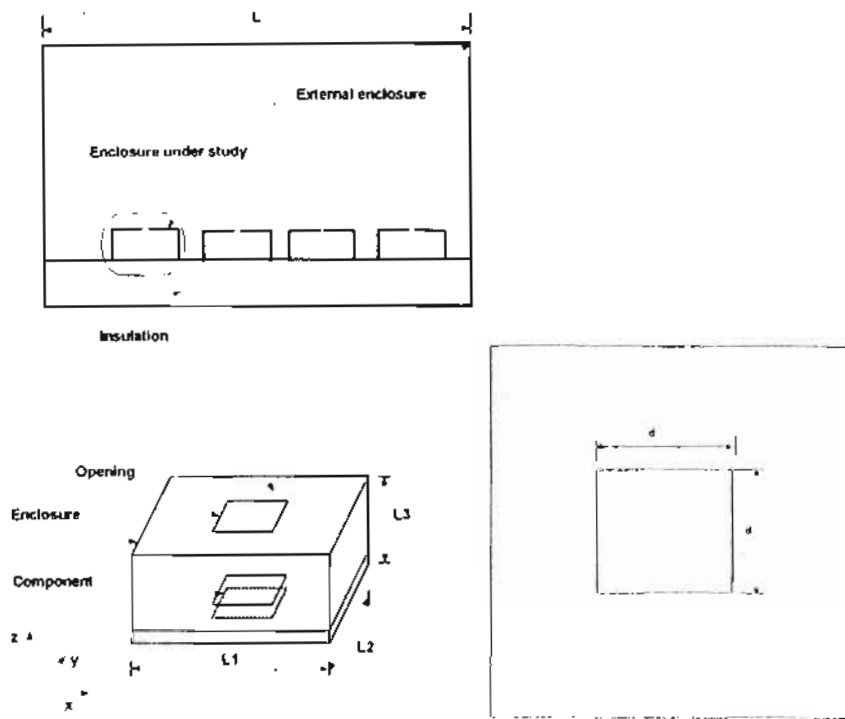 L
External enclosure
Enclosure under study
Insulation
Opening
Enclosure
L3
Component
L2
L1
z
y
x
d
d